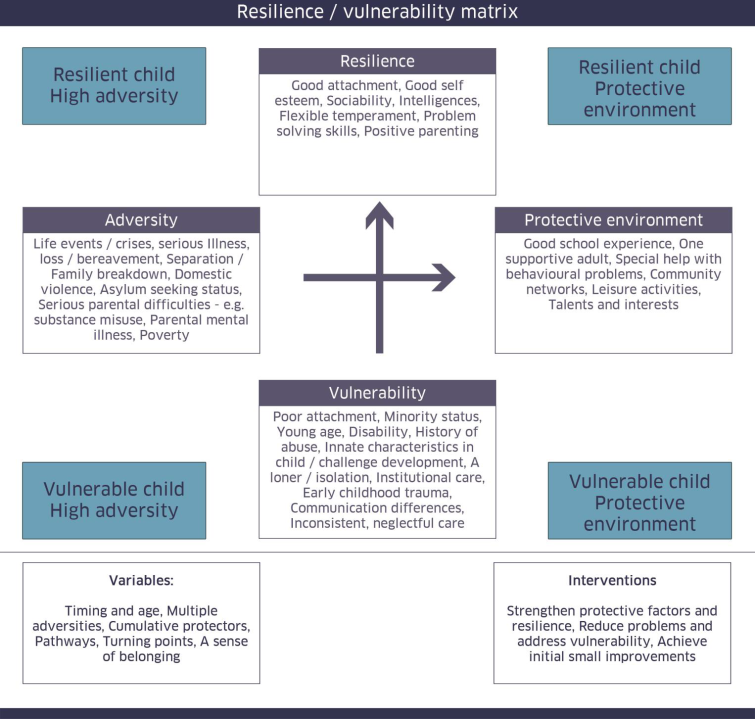 Resilience / vulnerability matrix
Resilient child
High adversity
Resilience
Good attachment, Good self
esteem, Sociability, Intelligences,
Flexible temperament, Problem
solving skills, Positive parenting
Resilient child
Protective
environment
Adversity
Life events / crises, serious Illness,
loss / bereavement, Separation /
Family breakdown, Domestic
violence, Asylum seeking status,
Serious parental difficulties - e.g.
substance misuse, Parental mental
illness, Poverty
Protective environment
Good school experience, One
supportive adult, Special help with
behavioural problems, Community
networks, Leisure activities,
Talents and interests
Vulnerability
Poor attachment, Minority status,
Young age, Disability, History of
abuse, Innate characteristics in
child / challenge development, A
loner / isolation, Institutional care,
Early childhood trauma,
Communication differences,
Inconsistent, neglectful care
Vulnerable child
High adversity
Vulnerable child
Protective
environment
Variables:
Timing and age, Multiple
adversities, Cumulative protectors,
Pathways, Turning points, A sense
of belonging
Interventions
Strengthen protective factors and
resilience, Reduce problems and
address vulnerability, Achieve
initial small improvements